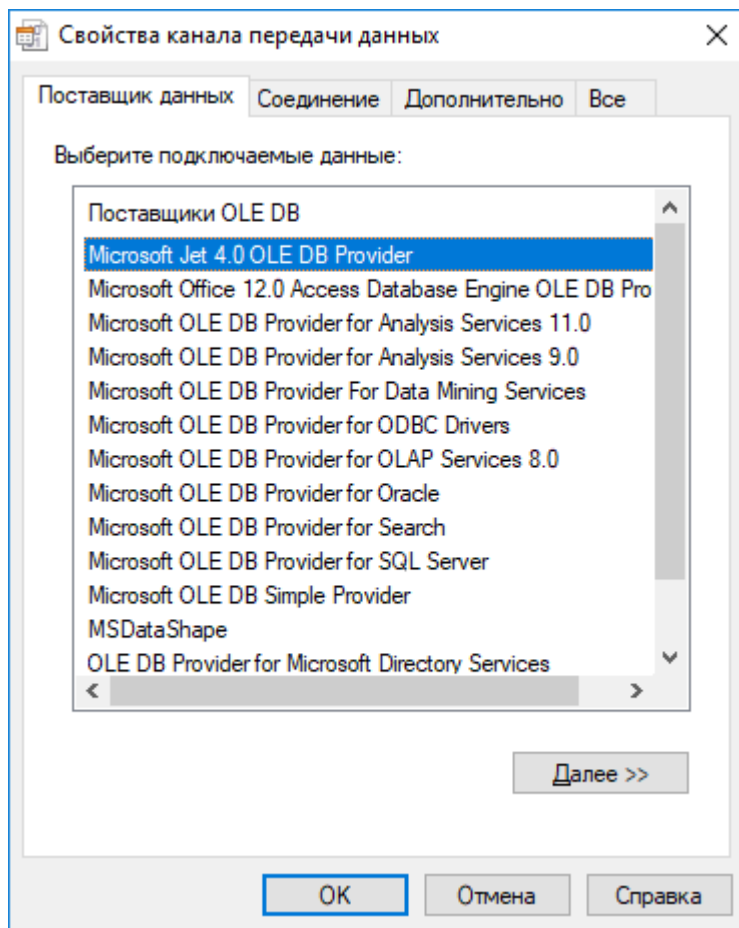 Свойства канала передачи данных
Поставщик данных Соединение Дополнительно Все
Выберите подключаемые данные:
Поставщики OLE DB
Microsoft Jet 4.0 OLE DB Provider
Microsoft Office 12.0 Access Database Engine OLE DB Pro
Microsoft OLE DB Provider for Analysis Services 11.0
Microsoft OLE DB Provider for Analysis Services 9.0
Microsoft OLE DB Provider For Data Mining Services
Microsoft OLE DB Provider for ODBC Drivers
Microsoft OLE DB Provider for OLAP Services 8.0
Microsoft OLE DB Provider for Oracle
Microsoft OLE DB Provider for Search
Microsoft OLE DB Provider for SQL Server
Microsoft OLE DB Simple Provider
MSDataShape
OLE DB Provider for Microsoft Directory Services
Далее >>
OK Отмена Справка